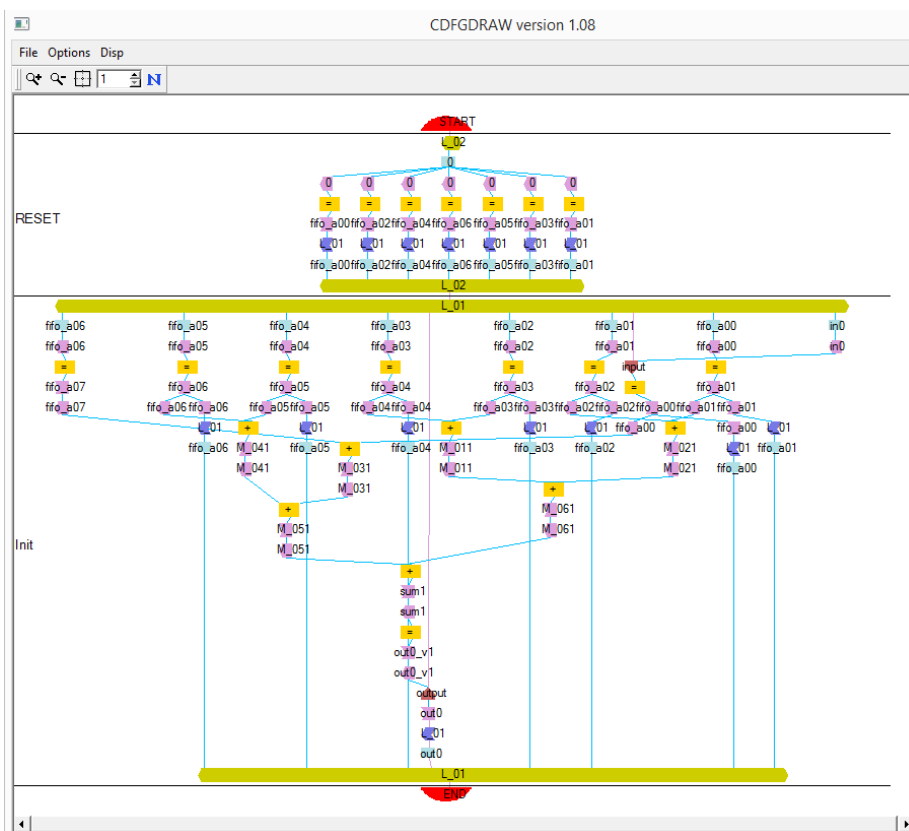 CDFGDRAW version 1.08
File Options Disp
1 N
START
L_02
0
0 0 0 0 0 0 0
= = = = = = =
RESET
fifo_a00 fifo_a02 fifo_a04 fifo_a06 fifo_a05 fifo_a03 fifo_a01
L_01 L_01 L_01 L_01 L_01 L_01 L_01
fifo_a00 fifo_a02 fifo_a04 fifo_a06 fifo_a05 fifo_a03 fifo_a01
L_02
L_01
fifo_a06 fifo_a05 fifo_a04 fifo_a03 fifo_a02 fifo_a01 fifo_a00 in0
fifo_a06 fifo_a05 fifo_a04 fifo_a03 fifo_a02 fifo_a01 fifo_a00 in0
= = = = = = input =
fifo_a07 fifo_a06 fifo_a05 fifo_a04 fifo_a03 fifo_a02 = fifo_a01
fifo_a07 fifo_a06 fifo_a06 fifo_a05 fifo_a05 fifo_a04 fifo_a04 fifo_a03 fifo_a03 fifo_a02 fifo_a02 fifo_a00 fifo_a01 fifo_a01
L_01 + L_01 L_01 + L_01 L_01 fifo_a00 + fifo_a00 L_01
fifo_a06 M_041 fifo_a05 + fifo_a04 M_011 fifo_a03 fifo_a02 M_021 L_01 fifo_a01
M_041 M_031 M_011 M_021 fifo_a00
M_031 +
+ M_061
M_051 M_061
Init
M_051
+
sum1
sum1
=
out0_v1
out0_v1
output
out0
L_01
out0
L_01
END